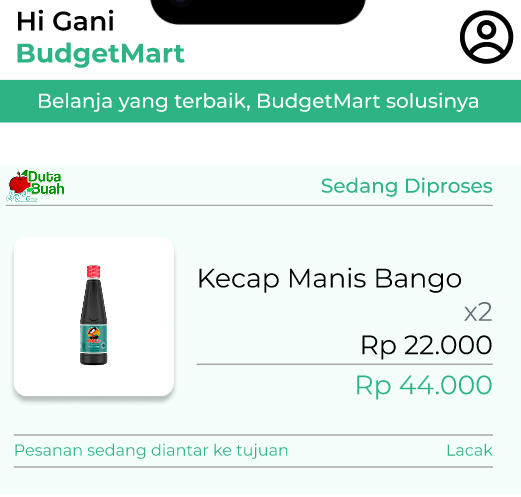 Hi Gani
BudgetMart
Belanja yang terbaik, BudgetMart solusinya
Duta
Buah
Sedang Diproses
Kecap Manis Bango
x2
Rp 22.000
Rp 44.000
Pesanan sedang diantar ke tujuan
Lacak